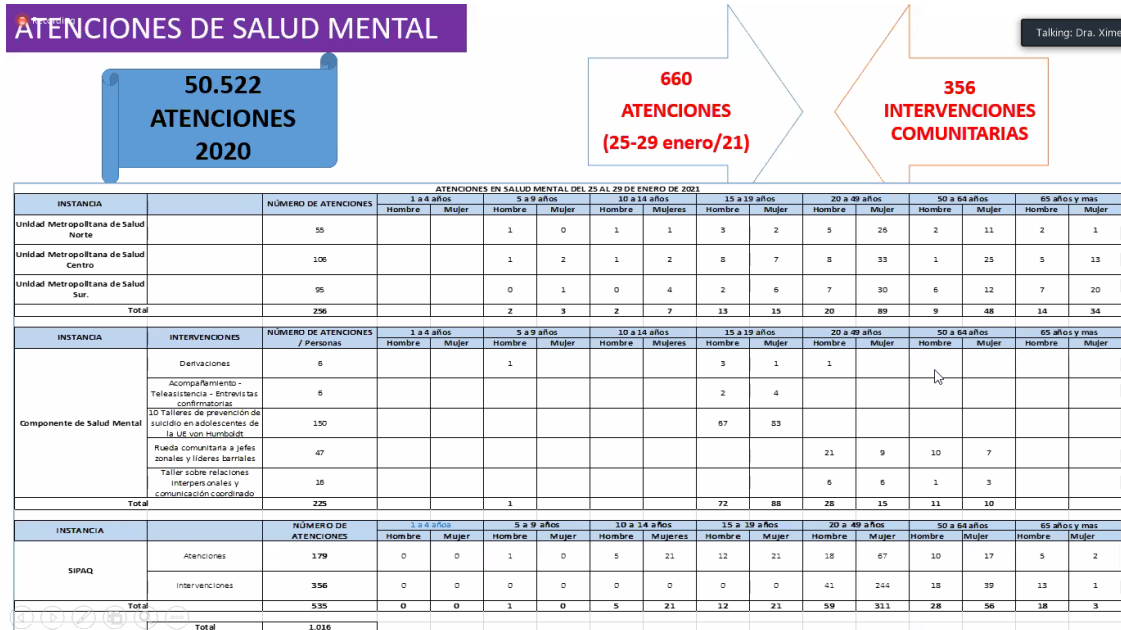 ATENCIONES DE SALUD MENTAL
Talking: Dra. Xime
50.522
ATENCIONES
2020
660
ATENCIONES
(25-29 enero/21)
356
INTERVENCIONES
COMUNITARIAS
ATENCIONES EN SALUD MENTAL DEL 25 AL 29 DE ENERO DE 2021
INSTANCIA NÚMERO DE ATENCIONES 1 a 4 años 5 a 9 años 10 a 14 años 15 a 19 años 20 a 49 años 50 a 64 años 65 años y mas
Hombre Mujer Hombre Mujer Hombre Mujeres Hombre Mujer Hombre Mujer Hombre Mujer Hombre Mujer
Unidad Metropolitana de Salud
Norte
55 1 0 1 1 3 2 5 26 2 11 2 1
Unidad Metropolitana de Salud
Centro
106 1 2 1 2 8 7 8 33 1 25 5 13
Unidad Metropolitana de Salud
Sur.
95 0 1 0 4 2 6 7 30 6 12 7 20
Total 256 2 3 2 7 13 15 20 89 9 48 14 34
INSTANCIA INTERVENCIONES NÚMERO DE ATENCIONES
/ Personas
1 a 4 años 5 a 9 años 10 a 14 años 15 a 19 años 20 a 49 años 50 a 64 años 65 años y mas
Hombre Mujer Hombre Mujer Hombre Mujeres Hombre Mujer Hombre Mujer Hombre Mujer Hombre Mujer
Componente de Salud Mental
Derivaciones 6 1 3 1 1
Acompañamiento -
Teleasistencia - Entrevistas
confirmatorias
6 2 4
10 Talleres de prevención de
suicidio en adolescentes de
la UE von Humboldt
150 67 83
Rueda comunitaria a jefes
zonales y líderes barriales
47 21 9 10 7
Taller sobre relaciones
interpersonales y
comunicación coordinado
16 6 6 1 3
Total 225 1 72 88 28 15 11 10
INSTANCIA NÚMERO DE
ATENCIONES
1 a 4 añoa 5 a 9 años 10 a 14 años 15 a 19 años 20 a 49 años 50 a 64 años 65 años y mas
Hombre Mujer Hombre Mujer Hombre Mujeres Hombre Mujer Hombre Mujer Hombre Mujer Hombre Mujer
SIPAQ
Atenciones 179 0 0 1 0 5 21 12 21 18 67 10 17 5 2
Intervenciones 356 0 0 0 0 0 0 0 0 41 244 18 39 13 1
Total 535 0 0 1 0 5 21 12 21 59 311 28 56 18 3
Total 1.016